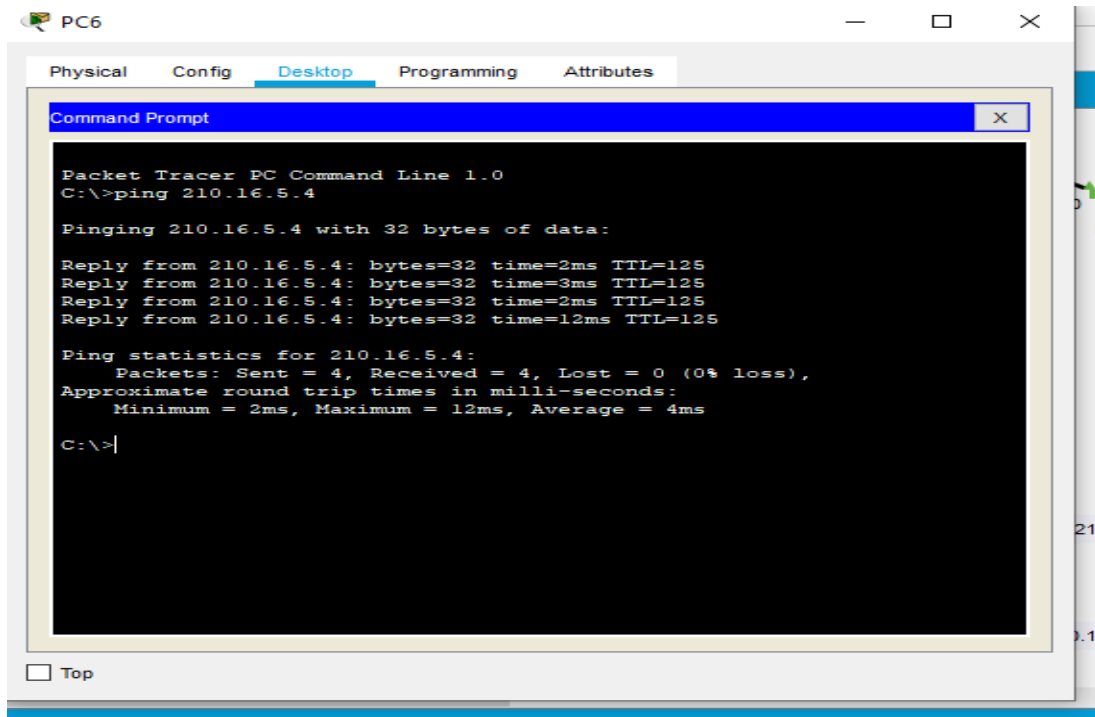 PC6
Physical Config Desktop Programming Attributes
Command Prompt
X
Packet Tracer PC Command Line 1.0
C:\>ping 210.16.5.4
Pinging 210.16.5.4 with 32 bytes of data:
Reply from 210.16.5.4: bytes=32 time=2ms TTL=125
Reply from 210.16.5.4: bytes=32 time=3ms TTL=125
Reply from 210.16.5.4: bytes=32 time=2ms TTL=125
Reply from 210.16.5.4: bytes=32 time=12ms TTL=125
Ping statistics for 210.16.5.4:
Packets: Sent = 4, Received = 4, Lost = 0 (0% loss),
Approximate round trip times in milli-seconds:
Minimum = 2ms, Maximum = 12ms, Average = 4ms
C:\>
21
Top